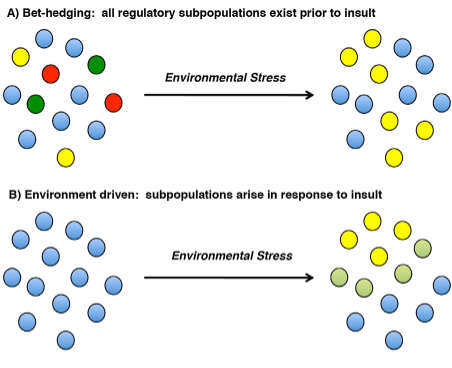 A) Bet-hedging: all regulatory subpopulations exist prior to insult
Environmental Stress
B) Environment driven: subpopulations arise in response to insult
Environmental Stress